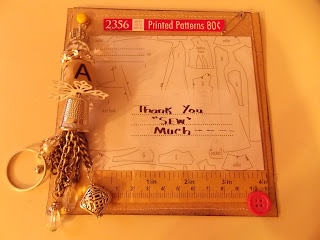 2356 Printed Patterns 80¢
A
Thank You
"SEW"
Much
1in 2in 3in 4in